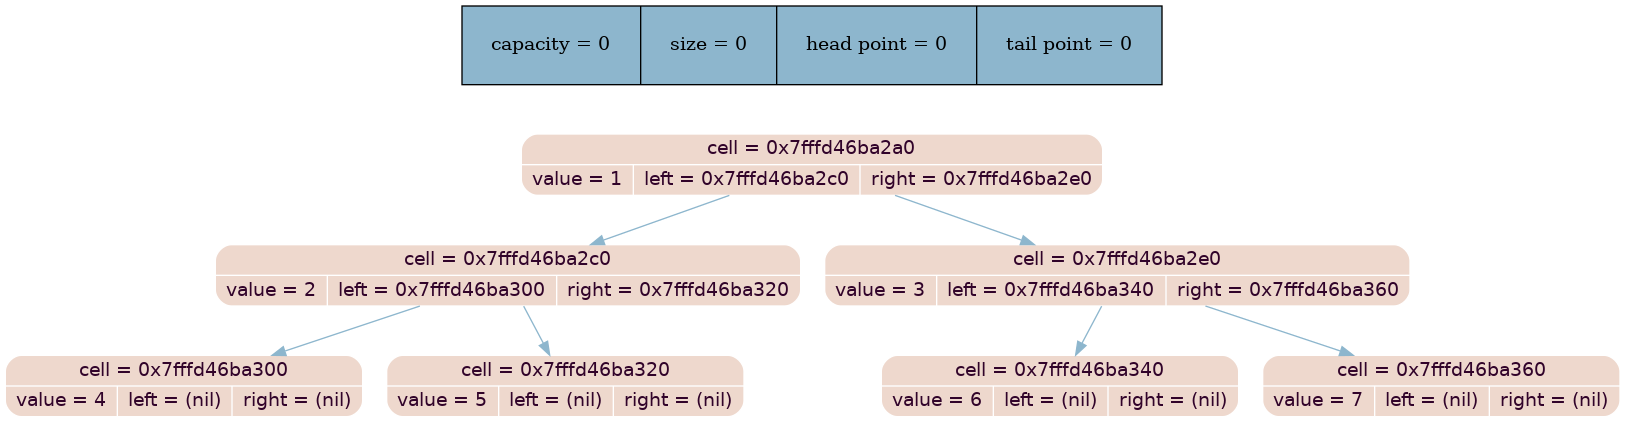 capacity = 0 size = 0 head point = 0 tail point = 0
cell = 0x7fffd46ba2a0
value = 1 left = 0x7fffd46ba2c0 right = 0x7fffd46ba2e0
cell = 0x7fffd46ba2c0
value = 2 left = 0x7fffd46ba300 right = 0x7fffd46ba320
cell = 0x7fffd46ba2e0
value = 3 left = 0x7fffd46ba340 right = 0x7fffd46ba360
cell = 0x7fffd46ba300
value = 4 left = (nil) right = (nil)
cell = 0x7fffd46ba320
value = 5 left = (nil) right = (nil)
cell = 0x7fffd46ba340
value = 6 left = (nil) right = (nil)
cell = 0x7fffd46ba360
value = 7 left = (nil) right = (nil)